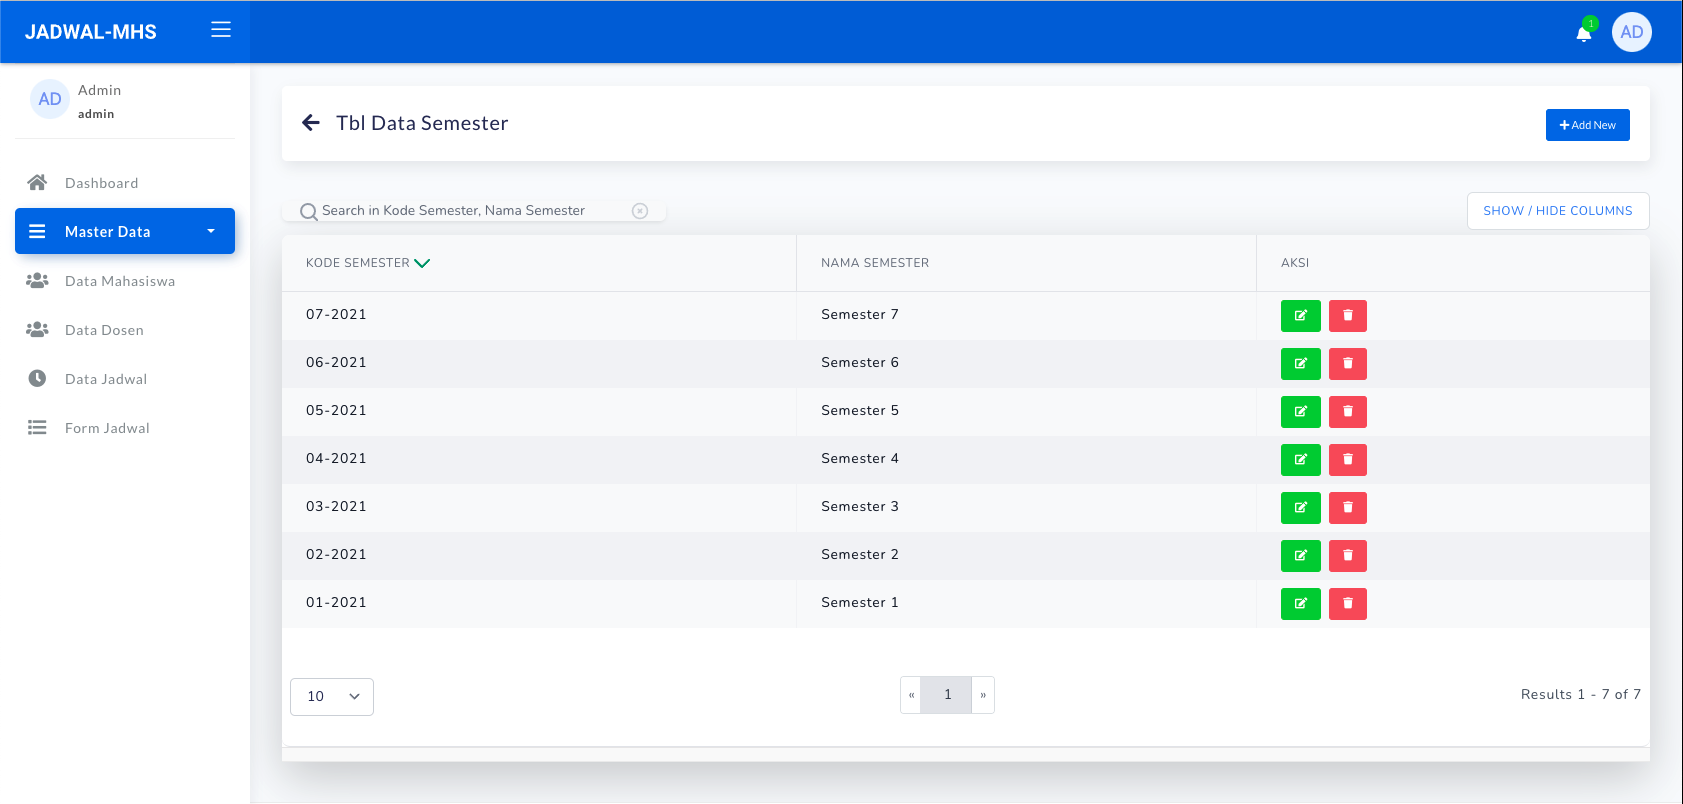 JADWAL-MHS
1
AD
AD
Admin
admin
Dashboard
Master Data
Data Mahasiswa
Data Dosen
Data Jadwal
Form Jadwal
Tbl Data Semester
Add New
Search in Kode Semester, Nama Semester
SHOW / HIDE COLUMNS
KODE SEMESTER NAMA SEMESTER AKSI
07-2021 Semester 7
06-2021 Semester 6
05-2021 Semester 5
04-2021 Semester 4
03-2021 Semester 3
02-2021 Semester 2
01-2021 Semester 1
10
« 1 »
Results 1 - 7 of 7